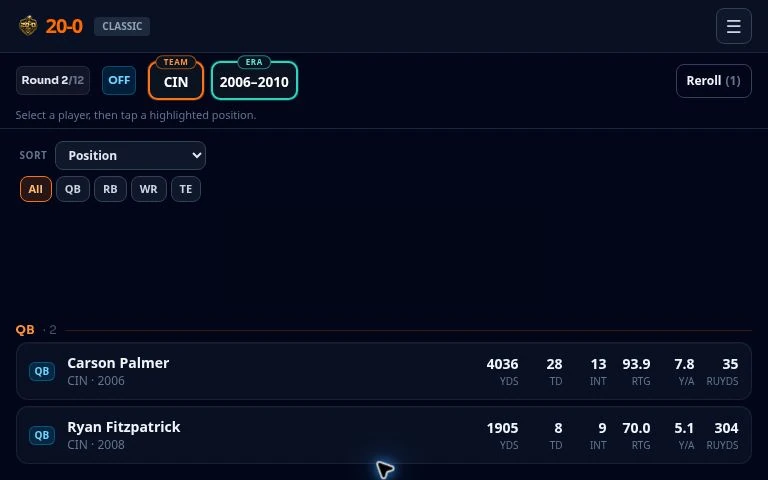 20-0 CLASSIC ☰
TEAM ERA
Round 2/12 OFF CIN 2006–2010 Reroll (1)
Select a player, then tap a highlighted position.
SORT Position
All QB RB WR TE
QB · 2
QB Carson Palmer 4036 28 13 93.9 7.8 35
CIN · 2006 YDS TD INT RTG Y/A RUYDS
QB Ryan Fitzpatrick 1905 8 9 70.0 5.1 304
CIN · 2008 YDS TD INT RTG Y/A RUYDS